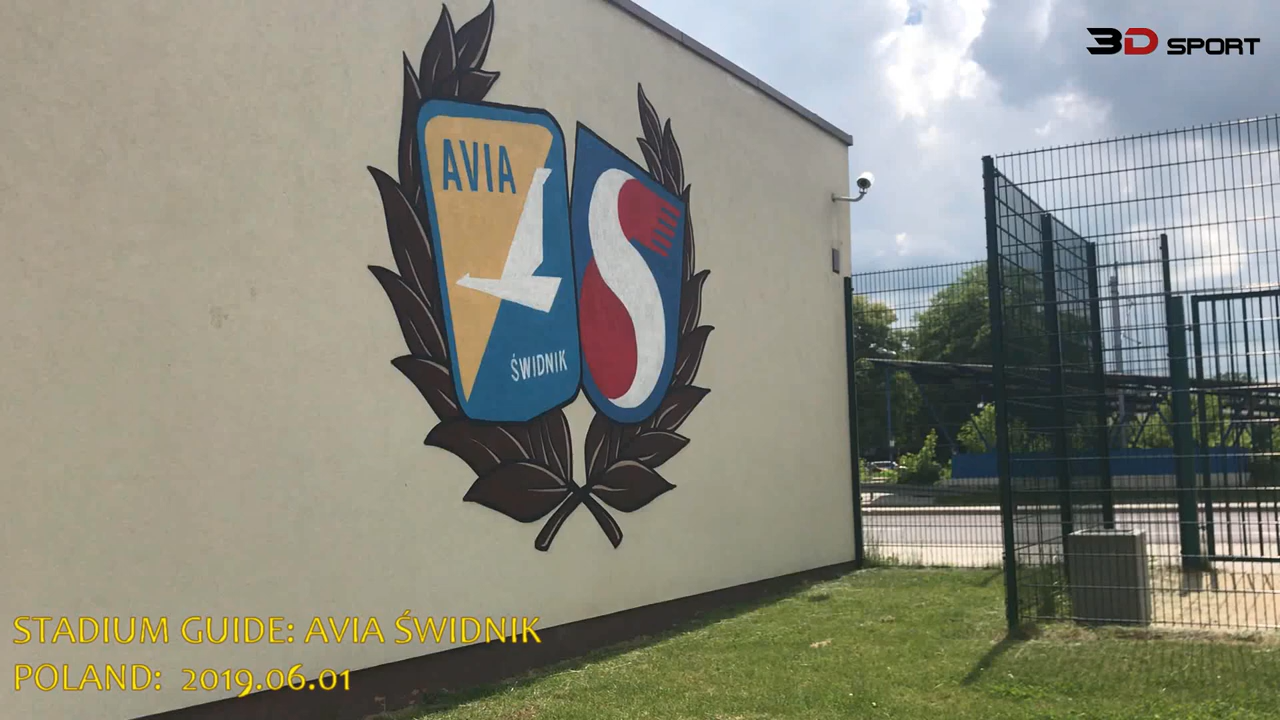 3D SPORT
AVIA
S
ŚWIDNIK
STADIUM GUIDE: AVIA ŚWIDNIK
POLAND: 2019.06.01